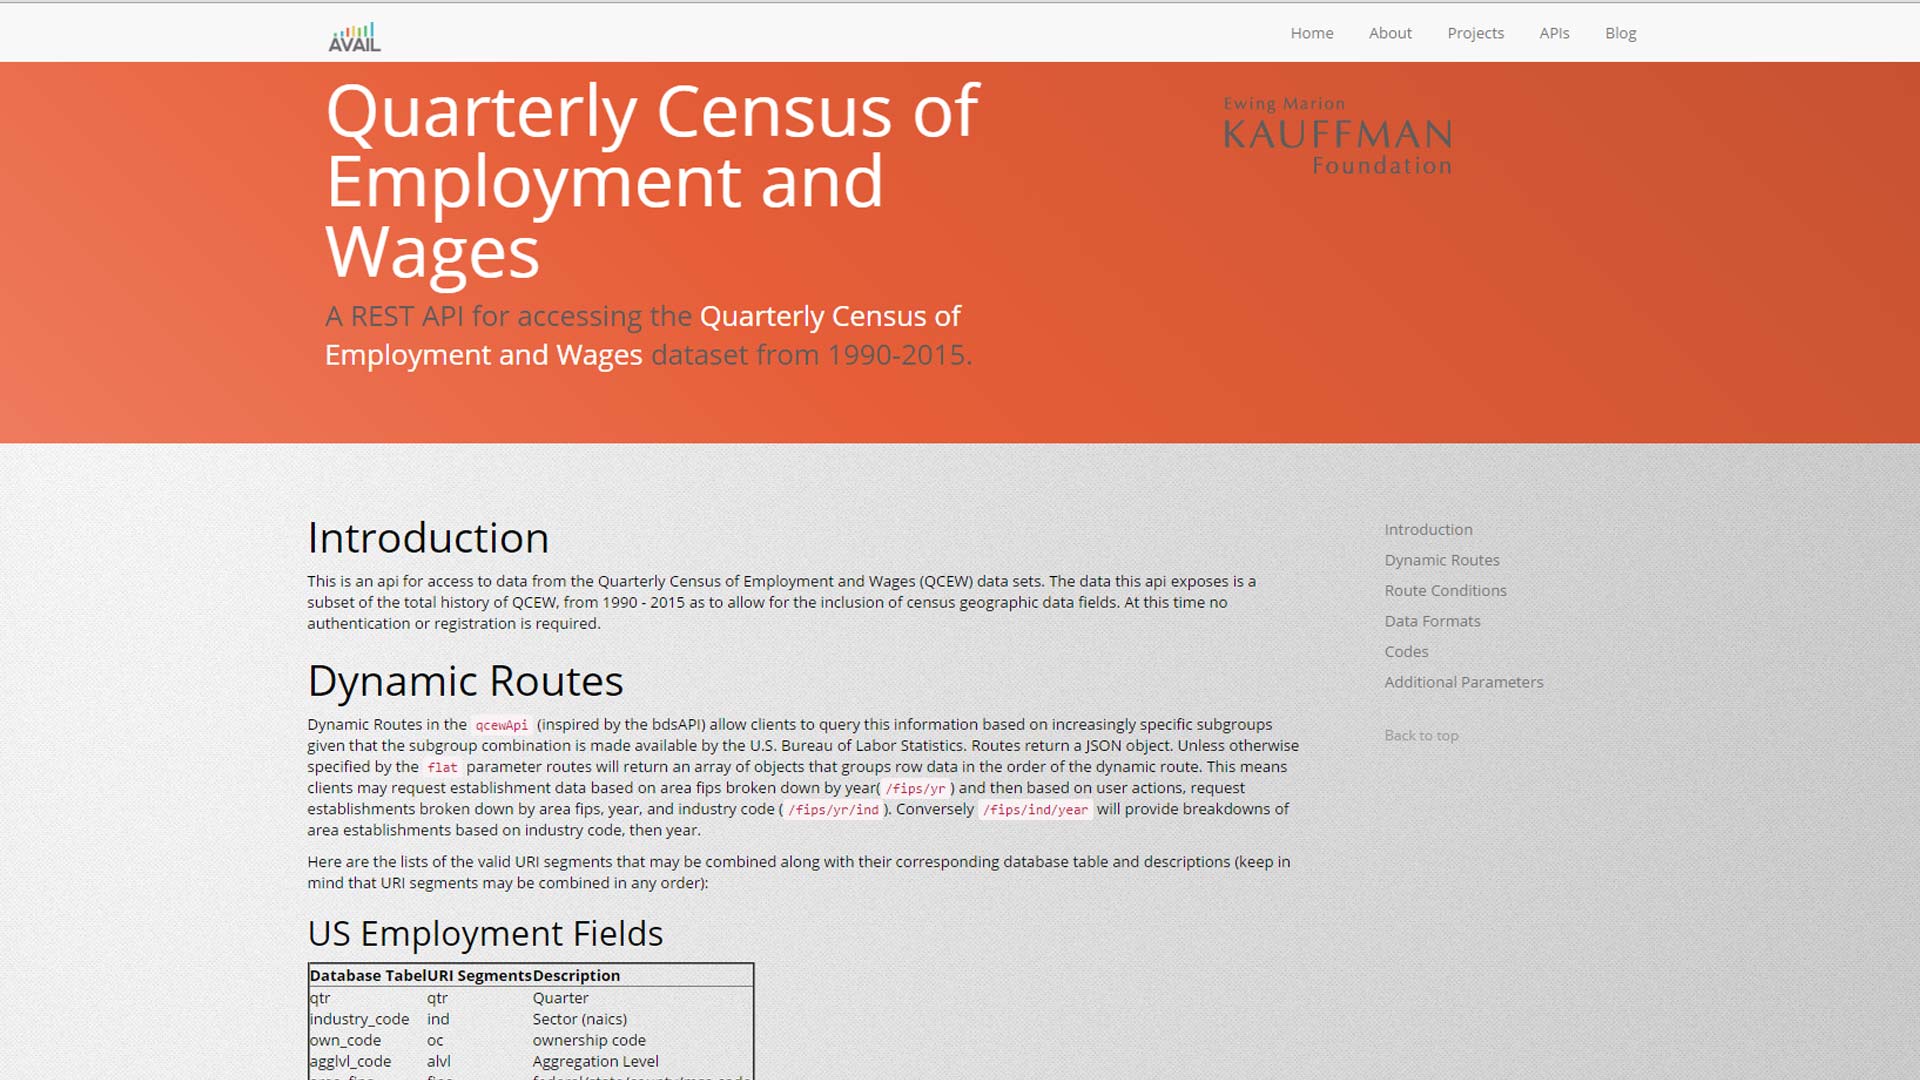 AVAIL
Home About Projects APIs Blog
Quarterly Census of
Employment and
Wages
A REST API for accessing the Quarterly Census of
Employment and Wages dataset from 1990-2015.
Ewing Marion
KAUFFMAN
Foundation
Introduction
This is an api for access to data from the Quarterly Census of Employment and Wages (QCEW) data sets. The data this api exposes is a
subset of the total history of QCEW, from 1990 - 2015 as to allow for the inclusion of census geographic data fields. At this time no
authentication or registration is required.
Dynamic Routes
Dynamic Routes in the qcewApi (inspired by the bdsAPI) allow clients to query this information based on increasingly specific subgroups
given that the subgroup combination is made available by the U.S. Bureau of Labor Statistics. Routes return a JSON object. Unless otherwise
specified by the flat parameter routes will return an array of objects that groups row data in the order of the dynamic route. This means
clients may request establishment data based on area fips broken down by year( /fips/yr ) and then based on user actions, request
establishments broken down by area fips, year, and industry code ( /fips/yr/ind ). Conversely /fips/ind/year will provide breakdowns of
area establishments based on industry code, then year.
Here are the lists of the valid URI segments that may be combined along with their corresponding database table and descriptions (keep in
mind that URI segments may be combined in any order):
US Employment Fields
Database Tabel URI Segments Description
qtr qtr Quarter
industry_code ind Sector (naics)
own_code oc ownership code
agglvl_code alvl Aggregation Level
Introduction
Dynamic Routes
Route Conditions
Data Formats
Codes
Additional Parameters
Back to top